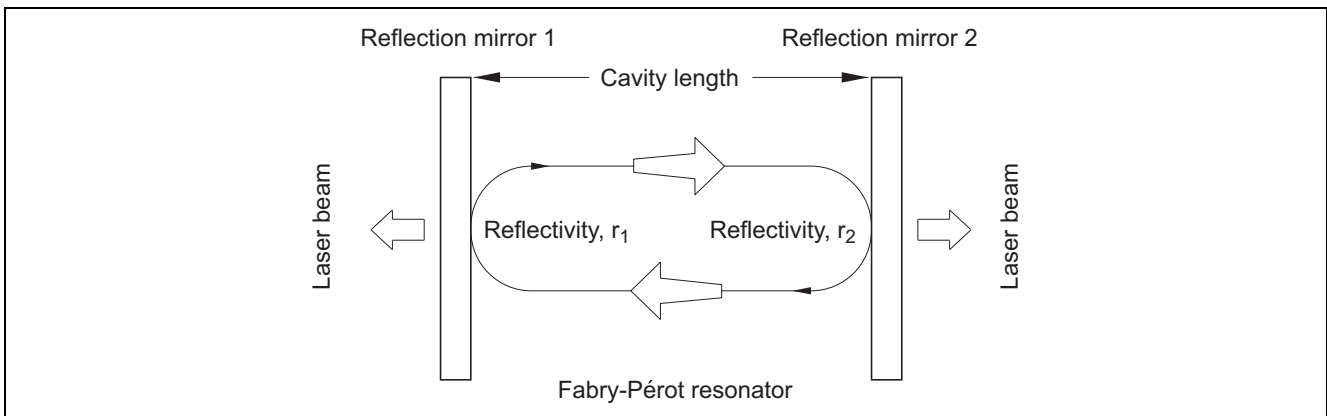 Reflection mirror 1
Reflection mirror 2
Cavity length
Laser beam
Reflectivity, r₁
Reflectivity, r₂
Laser beam
Fabry-Pérot resonator